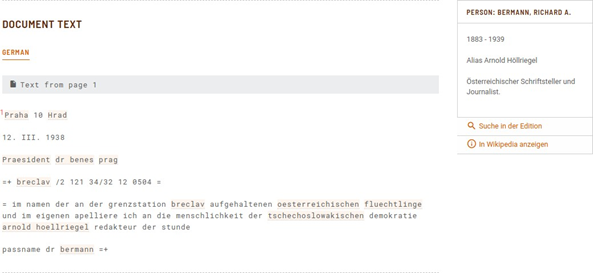 DOCUMENT TEXT
GERMAN
Text from page 1
1Praha 10 Hrad
12. III. 1938
Praesident dr benes prag
=+ breclav /2 121 34/32 12 0504 =
= im namen der an der grenzstation breclav aufgehaltenen oesterreichischen fluechtlinge
und im eigenen apelliere ich an die menschlichkeit der tschechoslowakischen demokratie
arnold hoellriegel redakteur der stunde
passname dr bermann =+
PERSON: BERMANN, RICHARD A.
1883 - 1939
Alias Arnold Höllriegel
Österreichischer Schriftsteller und
Journalist.
Suche in der Edition
In Wikipedia anzeigen